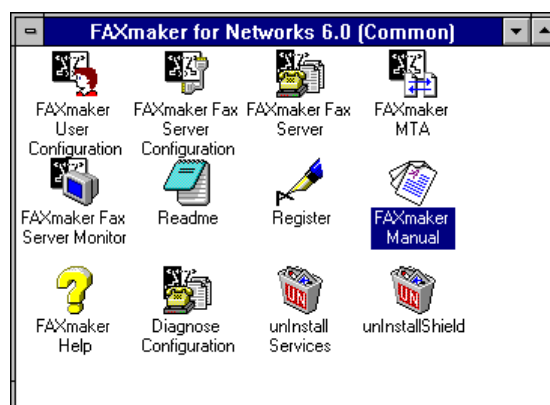 FAXmaker for Networks 6.0 (Common)
FAXmaker User Configuration
FAXmaker Fax Server Configuration
FAXmaker Fax Server
FAXmaker MTA
FAXmaker Fax Server Monitor
Readme
Register
FAXmaker Manual
FAXmaker Help
Diagnose Configuration
unInstall Services
unInstallShield